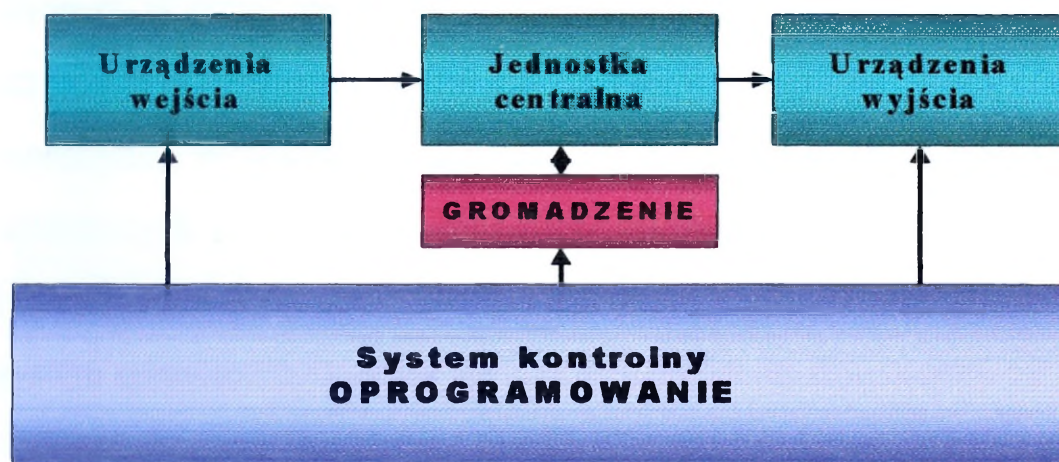 Urządzenia
wejścia
Jednostka
centralna
Urządzenia
wyjścia
GROMADZENIE
System kontrolny
OPROGRAMOWANIE